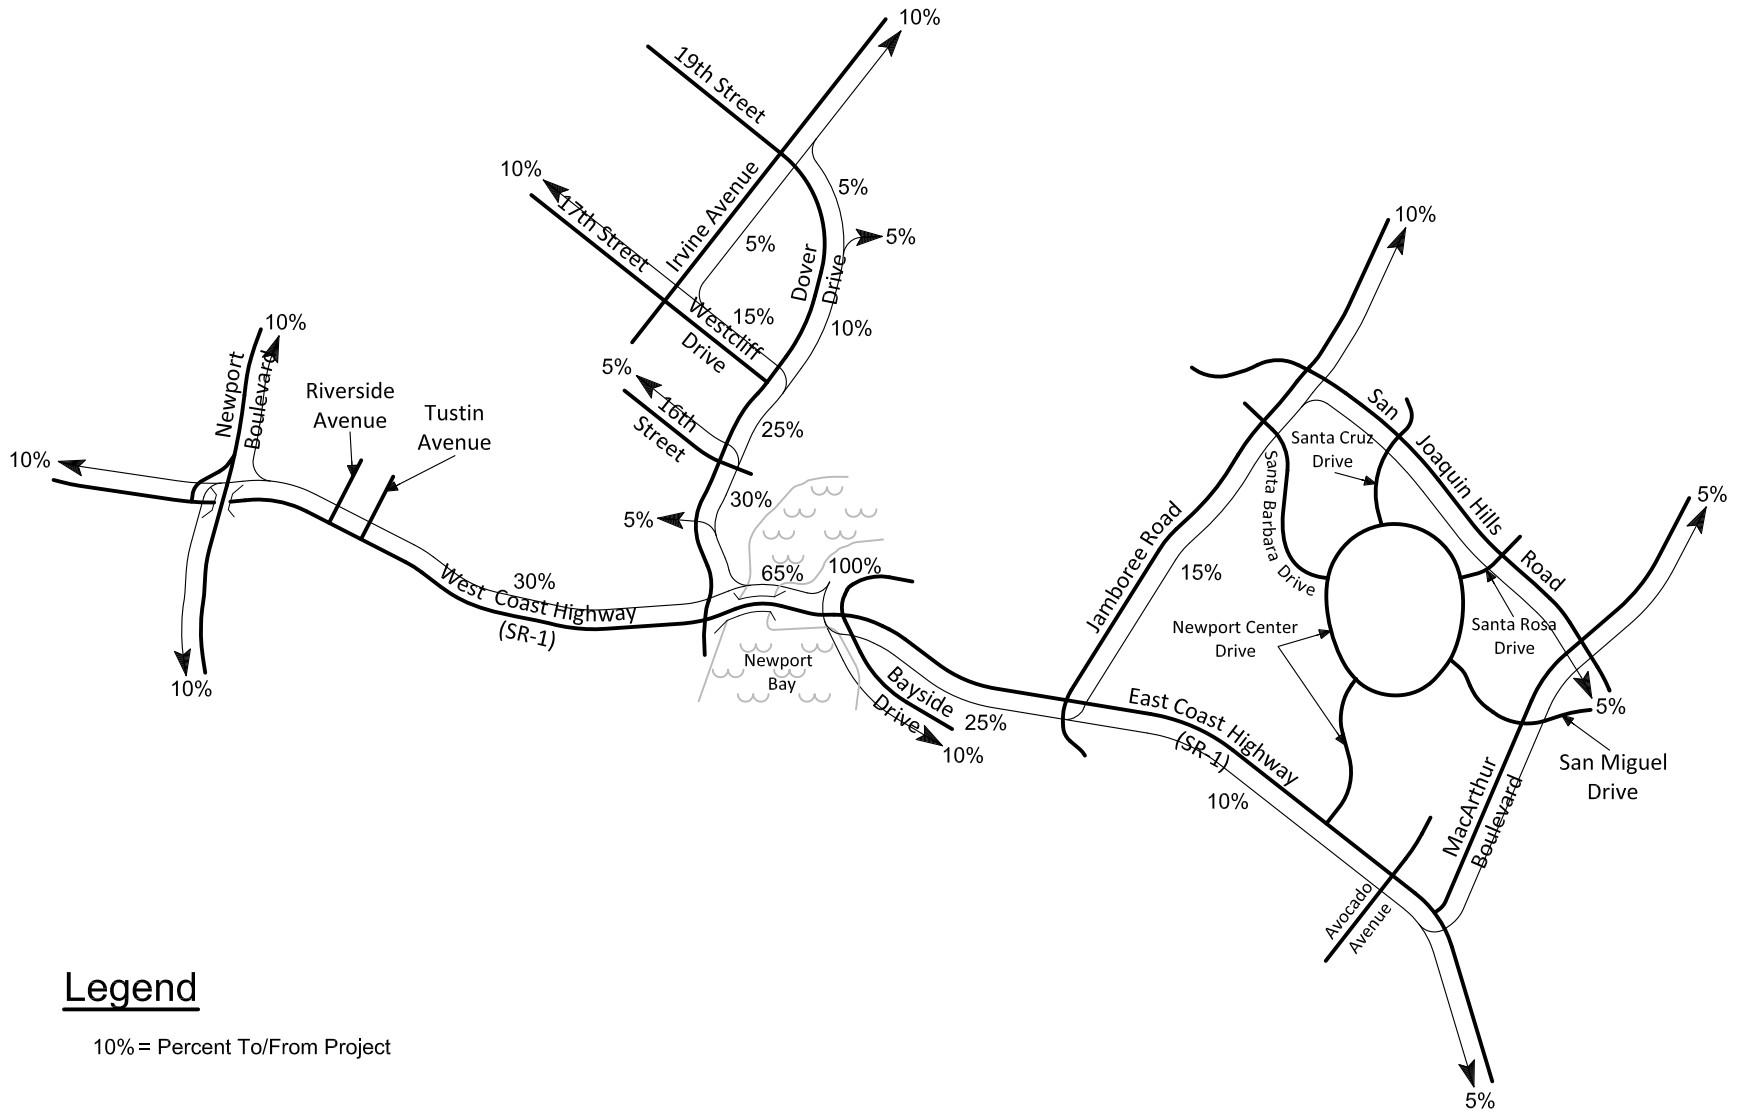 10%
19th Street
10%
17th Street
Irvine Avenue
5%
5%
5%
Dover
Drive
15%
10%
Westcliff
Drive
10%
Newport
Boulevard
Riverside
Avenue
Tustin
Avenue
5%
16th
Street
25%
10%
30%
5%
10%
West Coast Highway
(SR-1)
30%
65%
100%
Newport
Bay
Bayside
Drive
10%
25%
10%
San
Joaquin Hills
Road
Santa Cruz
Drive
Santa Barbara Drive
Jamboree Road
15%
5%
Newport Center
Drive
Santa Rosa
Drive
5%
East Coast Highway
(SR-1)
10%
San Miguel
Drive
MacArthur
Boulevard
Avocado
Avenue
5%
Legend
10% = Percent To/From Project